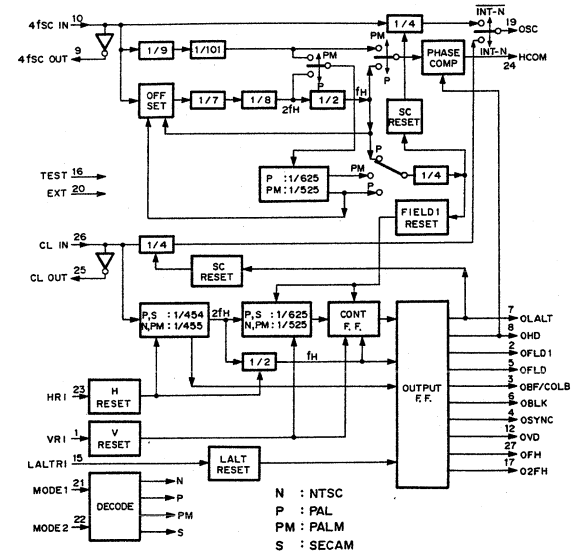 4fSC IN 10
9
4fSC OUT
1/4
INT-N
19
OSC
INT-N
1/9
1/101
PM
P
PM
P
PHASE
COMP
HCOM
24
OFF
SET
1/7
1/8
2fH
1/2
fH
SC
RESET
TEST 16
EXT 20
P :1/625
PM:1/525
P
PM
P
1/4
FIELD1
RESET
CL IN 26
CL OUT 25
1/4
SC
RESET
7
OLALT
8
OHD
2
OFLD1
5
OFLD
3
OBF/COLB
6
OBLK
4
OSYNC
12
OVD
27
OFH
17
O2FH
P,S :1/454
N,PM:1/455
2fH
P,S :1/625
N,PM:1/525
CONT
F.F.
1/2
fH
OUTPUT
F.F.
HRI 23
H
RESET
VRI 1
V
RESET
LALTRI 15
LALT
RESET
MODE1 21
MODE2 22
DECODE
N
P
PM
S
N : NTSC
P : PAL
PM : PALM
S : SECAM